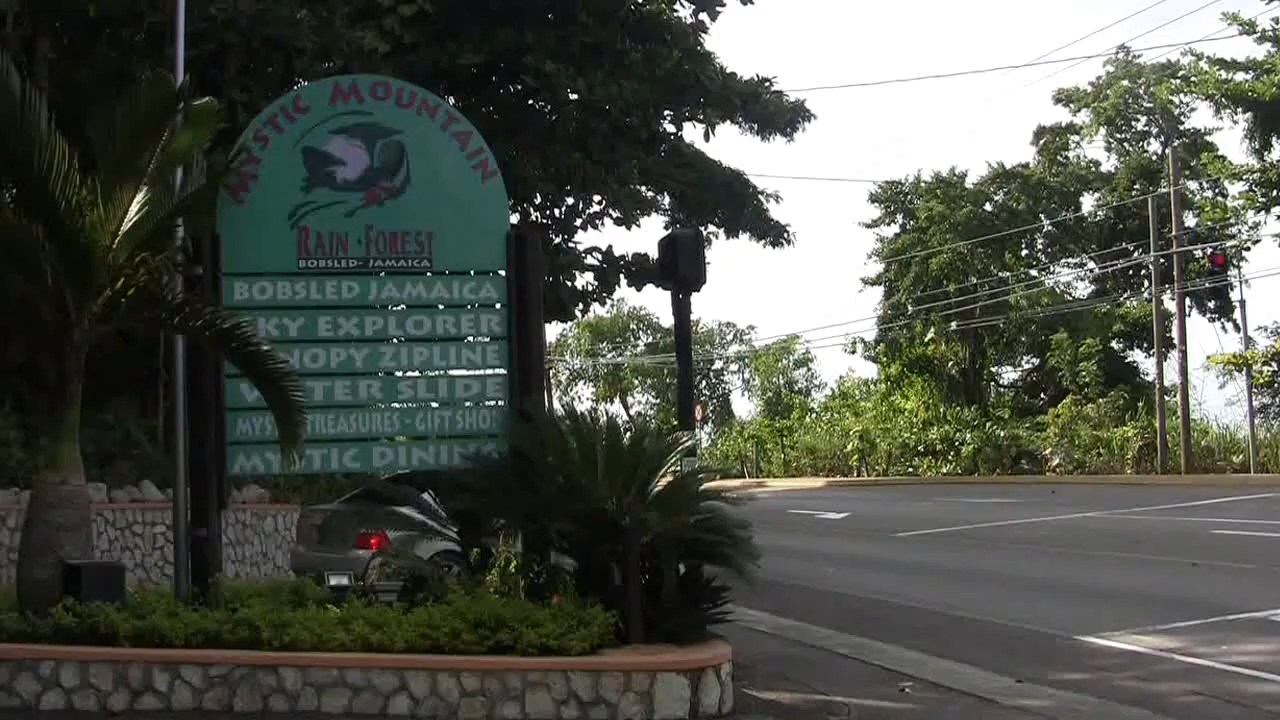 MYSTIC MOUNTAIN
RAIN FOREST
BOBSLED - JAMAICA
BOBSLED JAMAICA
KY EXPLORER
NOPY ZIPLINE
W TER SLIDE
MYS TREASURES - GIFT SHOP
MYSTIC DINING